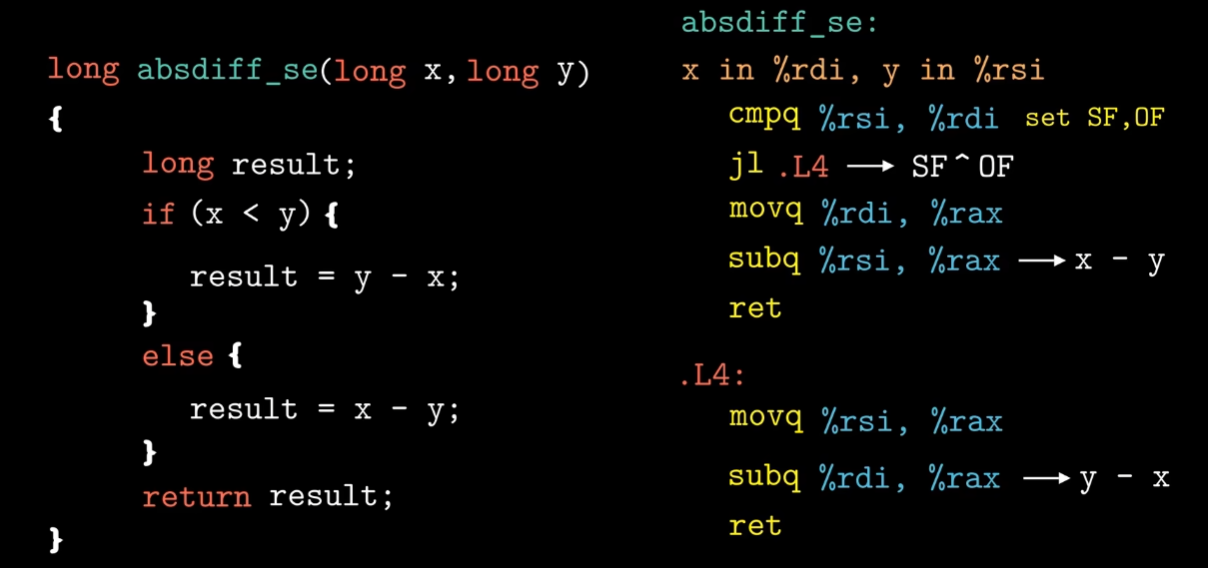 long absdiff_se(long x, long y)
{
long result;
if (x < y) {
result = y - x;
}
else {
result = x - y;
}
return result;
}
absdiff_se:
x in %rdi, y in %rsi
cmpq %rsi, %rdi set SF,OF
jl .L4 ⟶ SF^OF
movq %rdi, %rax
subq %rsi, %rax ⟶ x - y
ret
.L4:
movq %rsi, %rax
subq %rdi, %rax ⟶ y - x
ret